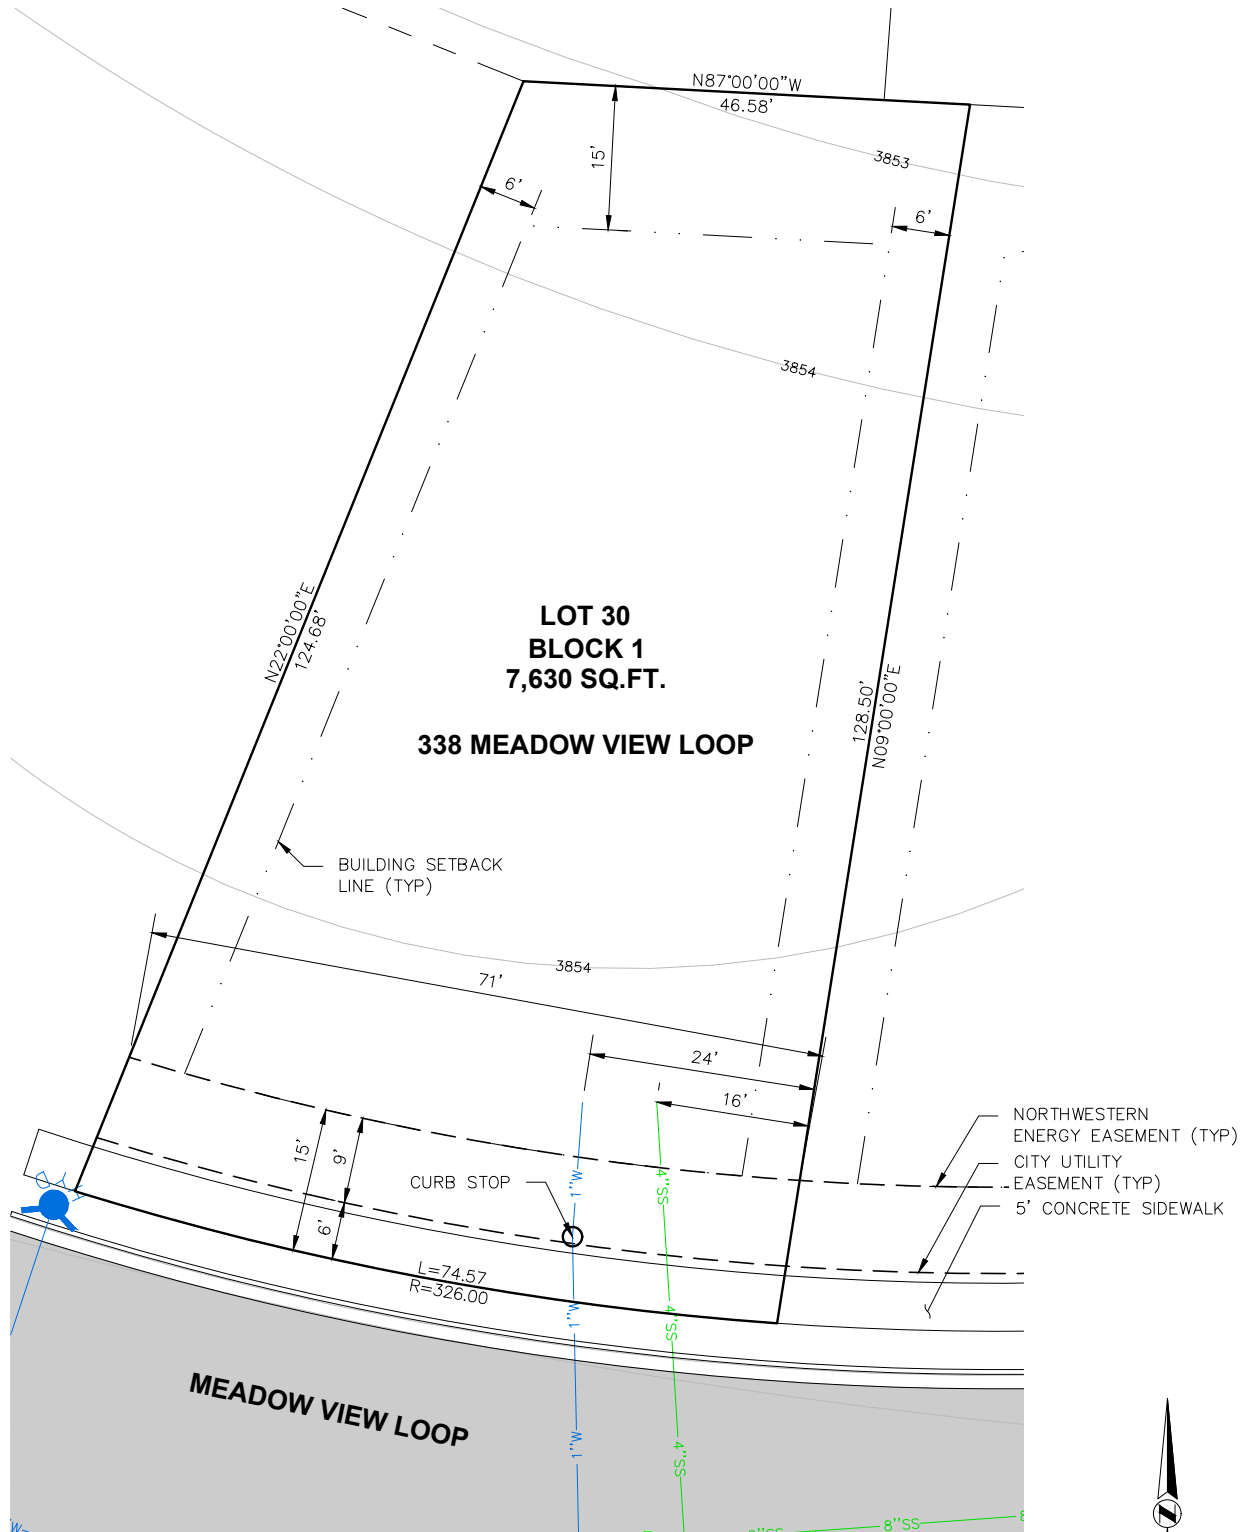 N87°00'00"W
46.58'
3853
15'
6'
6'
3854
N22°00'00"E
124.68'
LOT 30
BLOCK 1
7,630 SQ.FT.
338 MEADOW VIEW LOOP
128.50'
N09°00'00"E
BUILDING SETBACK
LINE (TYP)
3854
71'
24'
16'
NORTHWESTERN
ENERGY EASEMENT (TYP)
CITY UTILITY
EASEMENT (TYP)
5' CONCRETE SIDEWALK
15'
9'
6'
CURB STOP
1"W
4"SS
L=74.57
R=326.00
1"W
4"SS
MEADOW VIEW LOOP
1"W
4"SS
8"SS
8"SS